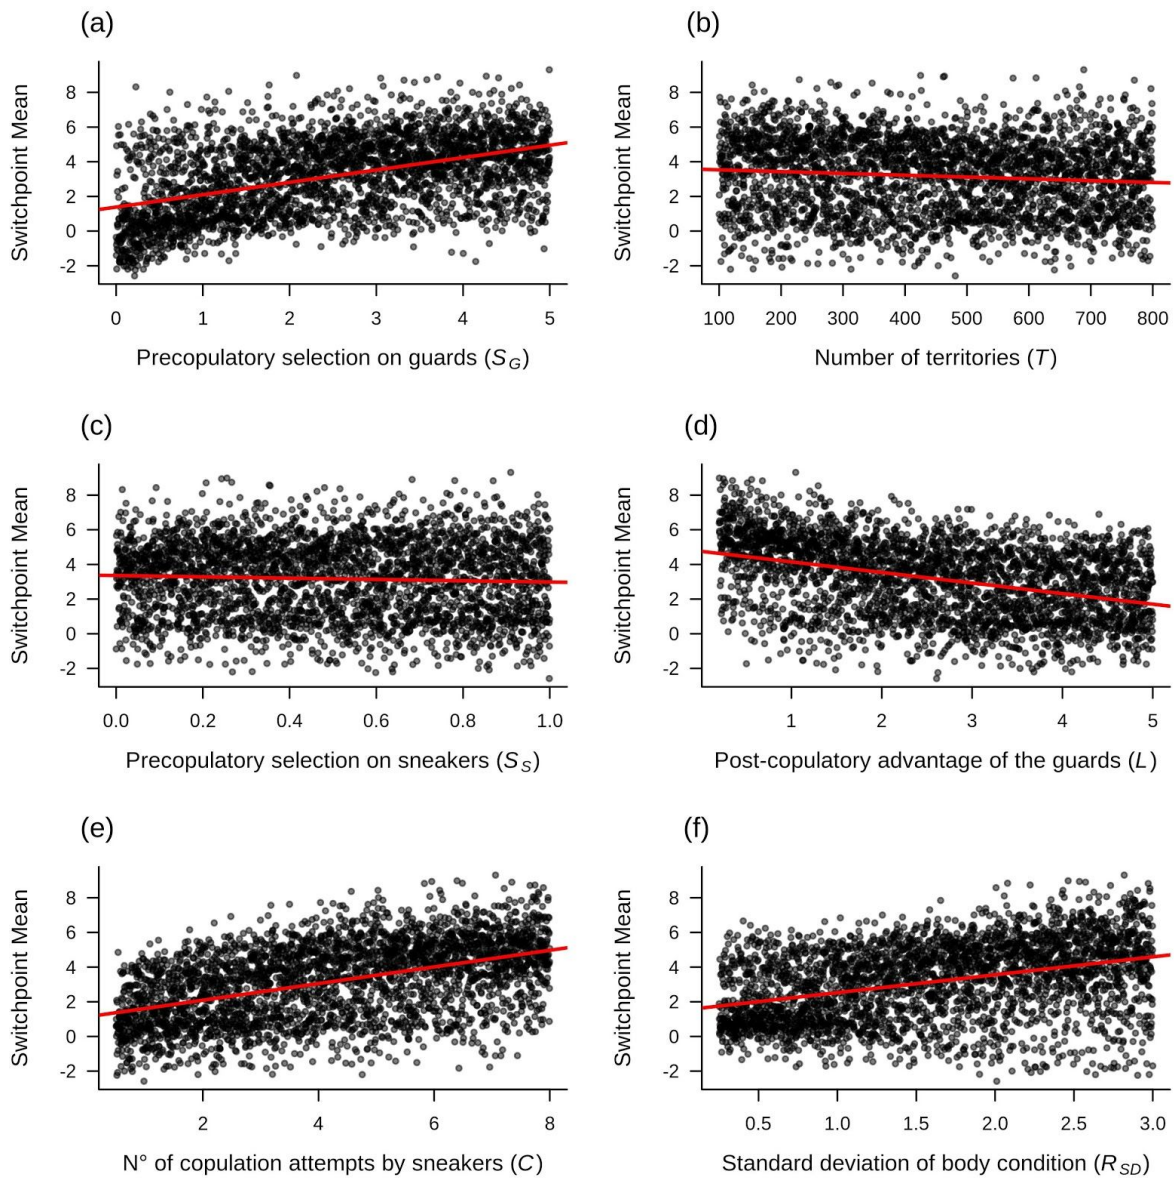 (a)
Switchpoint Mean
8
6
4
2
0
-2
0 1 2 3 4 5
Precopulatory selection on guards (S_G)
(b)
Switchpoint Mean
8
6
4
2
0
-2
100 200 300 400 500 600 700 800
Number of territories (T)
(c)
Switchpoint Mean
8
6
4
2
0
-2
0.0 0.2 0.4 0.6 0.8 1.0
Precopulatory selection on sneakers (S_S)
(d)
Switchpoint Mean
8
6
4
2
0
-2
1 2 3 4 5
Post-copulatory advantage of the guards (L)
(e)
Switchpoint Mean
8
6
4
2
0
-2
2 4 6 8
N° of copulation attempts by sneakers (C)
(f)
Switchpoint Mean
8
6
4
2
0
-2
0.5 1.0 1.5 2.0 2.5 3.0
Standard deviation of body condition (R_SD)